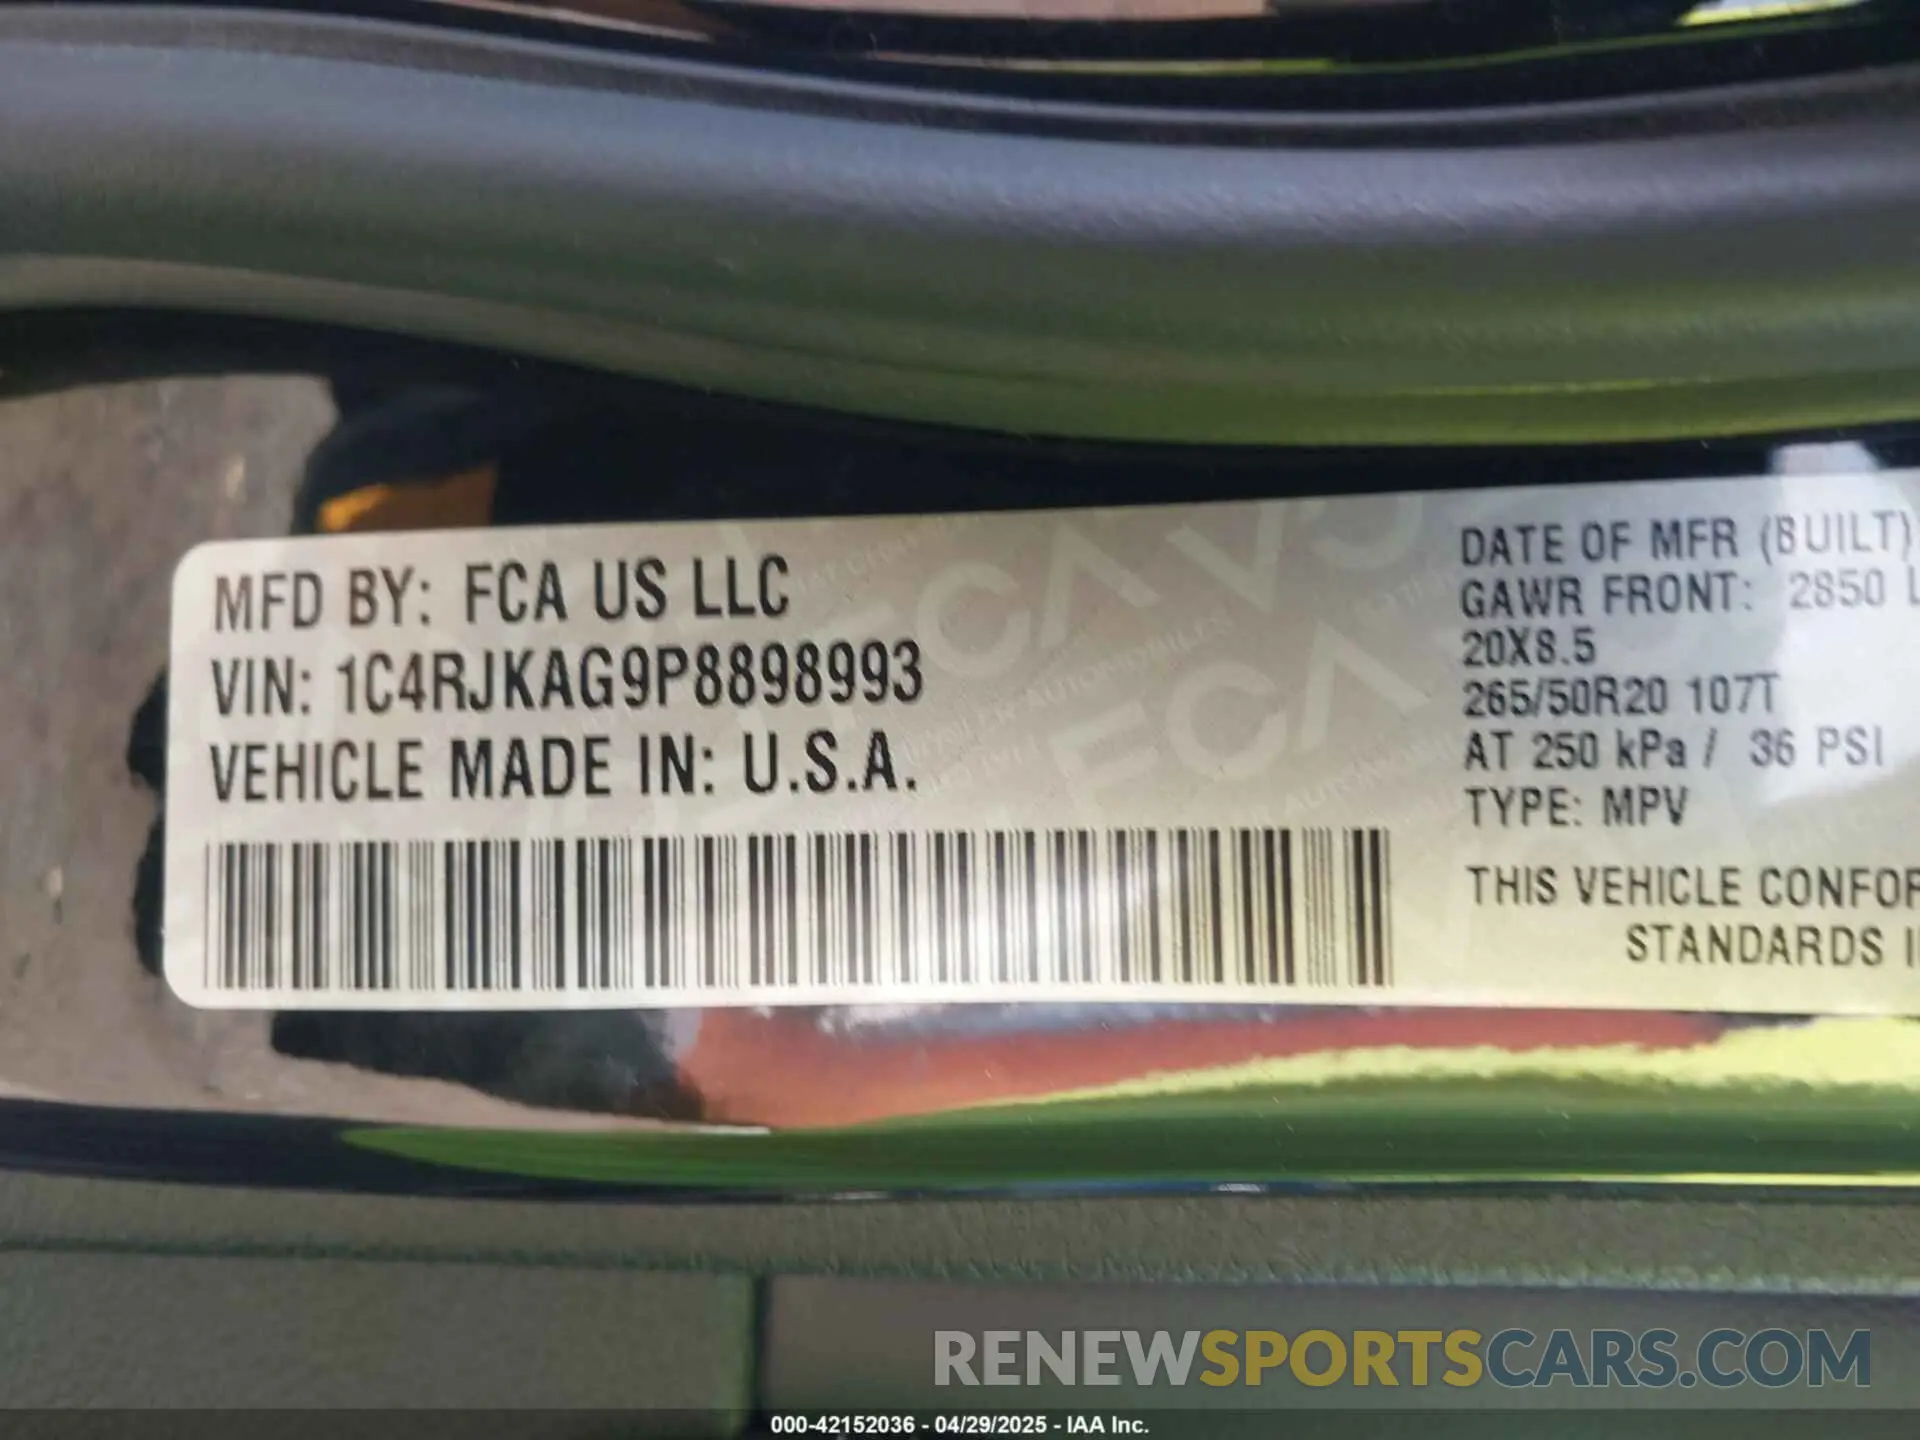 MFD BY: FCA US LLC
VIN: 1C4RJKAG9P8898993
VEHICLE MADE IN: U.S.A.
DATE OF MFR (BUILT)
GAWR FRONT: 2850 L
20X8.5
265/50R20 107T
AT 250 kPa / 36 PSI
TYPE: MPV
THIS VEHICLE CONFOR
STANDARDS I
RENEWSPORTSCARS.COM
000-42152036 - 04/29/2025 - IAA Inc.